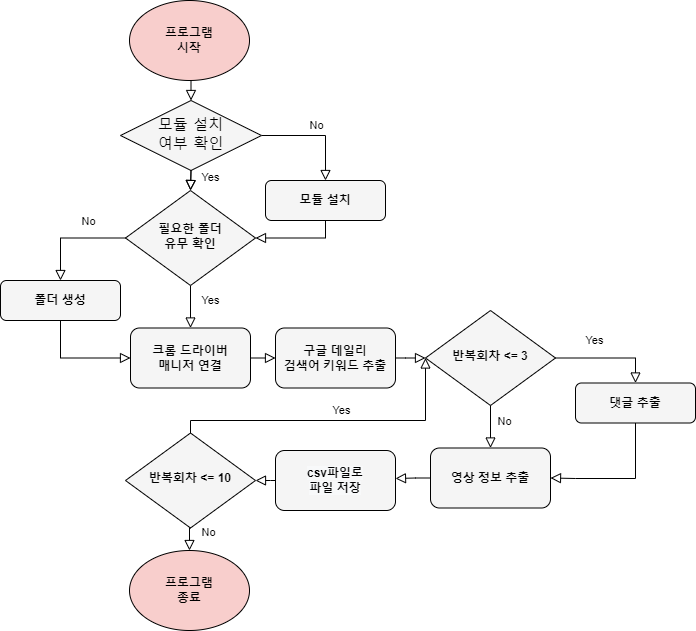 프로그램
시작
모듈 설치
여부 확인
No
Yes
모듈 설치
필요한 폴더
유무 확인
No
폴더 생성
Yes
크롬 드라이버
매니저 연결
구글 데일리
검색어 키워드 추출
반복회차 <= 3
Yes
댓글 추출
No
영상 정보 추출
csv파일로
파일 저장
Yes
반복회차 <= 10
No
프로그램
종료